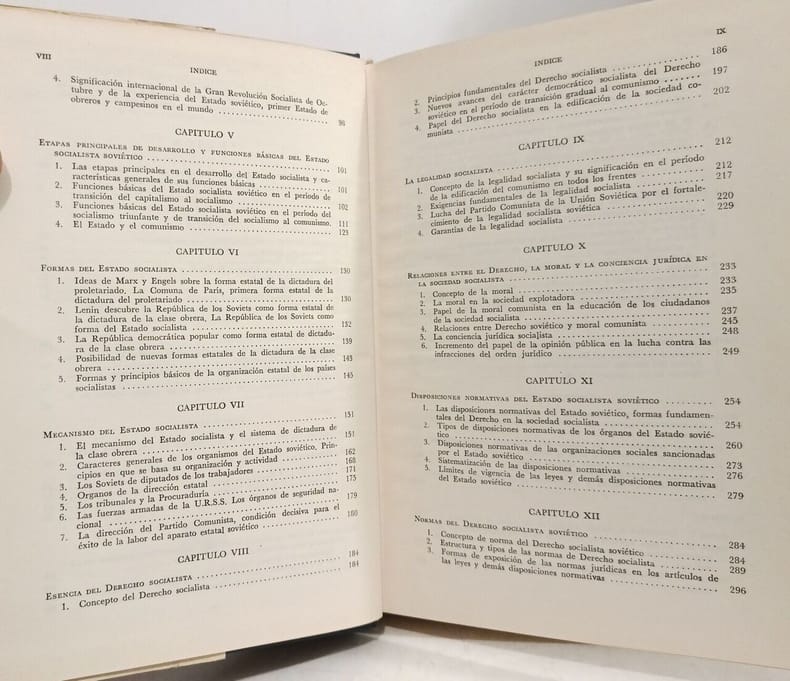 VIII
INDICE
4. Significación internacional de la Gran Revolución Socialista de Oc-
tubre y de la experiencia del Estado soviético, primer Estado de
obreros y campesinos en el mundo 96
CAPITULO V
ETAPAS PRINCIPALES DE DESARROLLO Y FUNCIONES BÁSICAS DEL ESTADO
SOCIALISTA SOVIÉTICO 101
1. Las etapas principales en el desarrollo del Estado socialista y ca-
racterísticas generales de sus funciones básicas 101
2. Funciones básicas del Estado socialista soviético en el período de
transición del capitalismo al socialismo 102
3. Funciones básicas del Estado socialista soviético en el período del
socialismo triunfante y de transición del socialismo al comunismo. 111
4. El Estado y el comunismo 123
CAPITULO VI
FORMAS DEL ESTADO SOCIALISTA 130
1. Ideas de Marx y Engels sobre la forma estatal de la dictadura del
proletariado, La Comuna de París, primera forma estatal de la
dictadura del proletariado 130
2. Lenin descubre la República de los Soviets como forma estatal de
la dictadura de la clase obrera, La República de los Soviets como
forma del Estado socialista 132
3. La República democrática popular como forma estatal de dictadu-
ra de la clase obrera 139
4. Posibilidad de nuevas formas estatales de la dictadura de la clase
obrera 143
5. Formas y principios básicos de la organización estatal de los países
socialistas 145
CAPITULO VII
MECANISMO DEL ESTADO SOCIALISTA 151
1. El mecanismo del Estado socialista y el sistema de dictadura de
la clase obrera 151
2. Caracteres generales de los organismos del Estado soviético, Prin-
cipios en que se basa su organización y actividad 162
3. Los Soviets de diputados de los trabajadores 168
4. Organos de la dirección estatal 171
5. Los tribunales y la Procuraduría 175
6. Las fuerzas armadas de la U.R.S.S. Los órganos de seguridad na-
cional 179
7. La dirección del Partido Comunista, condición decisiva para el
éxito de la labor del aparato estatal soviético 180
CAPITULO VIII
ESENCIA DEL DERECHO SOCIALISTA 184
1. Concepto del Derecho socialista 184
IX
INDICE
2. Principios fundamentales del Derecho socialista 186
3. Nuevos avances del carácter democrático socialista del Derecho
soviético en el período de transición gradual al comunismo 197
4. Papel del Derecho socialista en la edificación de la sociedad co-
munista 202
CAPITULO IX
LA LEGALIDAD SOCIALISTA 212
1. Concepto de la legalidad socialista y su significación en el período
de la edificación del comunismo en todos los frentes 212
2. Exigencias fundamentales de la legalidad socialista 217
3. Lucha del Partido Comunista de la Unión Soviética por el fortale-
cimiento de la legalidad socialista soviética 220
4. Garantías de la legalidad socialista 229
CAPITULO X
RELACIONES ENTRE EL DERECHO, LA MORAL Y LA CONCIENCIA JURÍDICA EN
LA SOCIEDAD SOCIALISTA 233
1. Concepto de la moral 233
2. La moral en la sociedad explotadora 235
3. Papel de la moral comunista en la educación de los ciudadanos
de la sociedad socialista 237
4. Relaciones entre Derecho soviético y moral comunista 245
5. La conciencia jurídica socialista 248
6. Incremento del papel de la opinión pública en la lucha contra las
infracciones del orden jurídico 249
CAPITULO XI
DISPOSICIONES NORMATIVAS DEL ESTADO SOCIALISTA SOVIÉTICO 254
1. Las disposiciones normativas del Estado soviético, formas fundamen-
tales del Derecho en la sociedad socialista 254
2. Tipos de disposiciones normativas de los órganos del Estado sovié-
tico 260
3. Disposiciones normativas de las organizaciones sociales sancionadas
por el Estado soviético 273
4. Sistematización de las disposiciones normativas 276
5. Límites de vigencia de las leyes y demás disposiciones normativas
del Estado soviético 279
CAPITULO XII
NORMAS DEL DERECHO SOCIALISTA SOVIÉTICO 284
1. Concepto de norma del Derecho socialista soviético 284
2. Estructura y tipos de las normas de Derecho socialista 289
3. Formas de exposición de las normas jurídicas en los artículos de
las leyes y demás disposiciones normativas 296